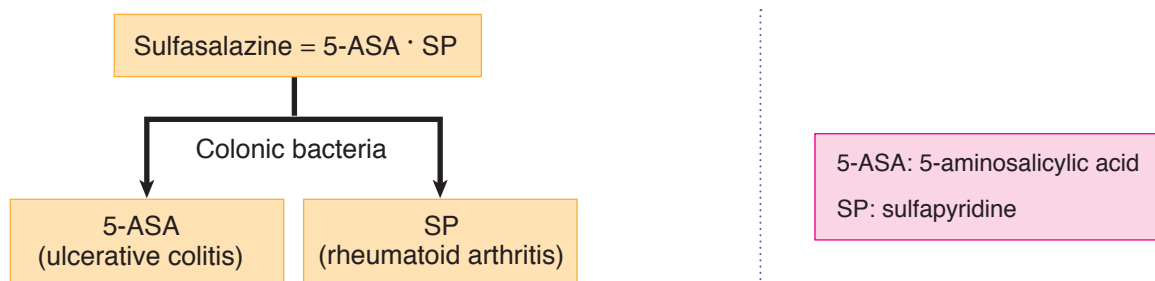 Sulfasalazine = 5-ASA · SP
Colonic bacteria
5-ASA
(ulcerative colitis)
SP
(rheumatoid arthritis)
5-ASA: 5-aminosalicylic acid
SP: sulfapyridine